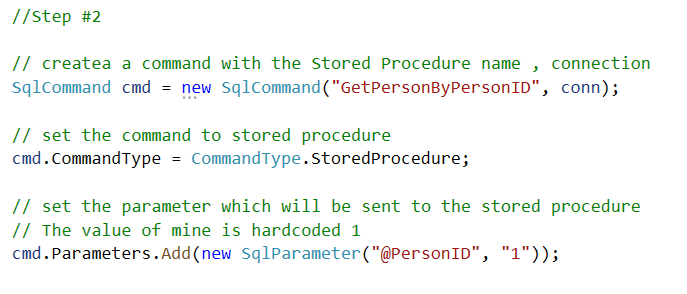 //Step #2
// createa a command with the Stored Procedure name , connection
SqlCommand cmd = new SqlCommand("GetPersonByPersonID", conn);
// set the command to stored procedure
cmd.CommandType = CommandType.StoredProcedure;
// set the parameter which will be sent to the stored procedure
// The value of mine is hardcoded 1
cmd.Parameters.Add(new SqlParameter("@PersonID", "1"));